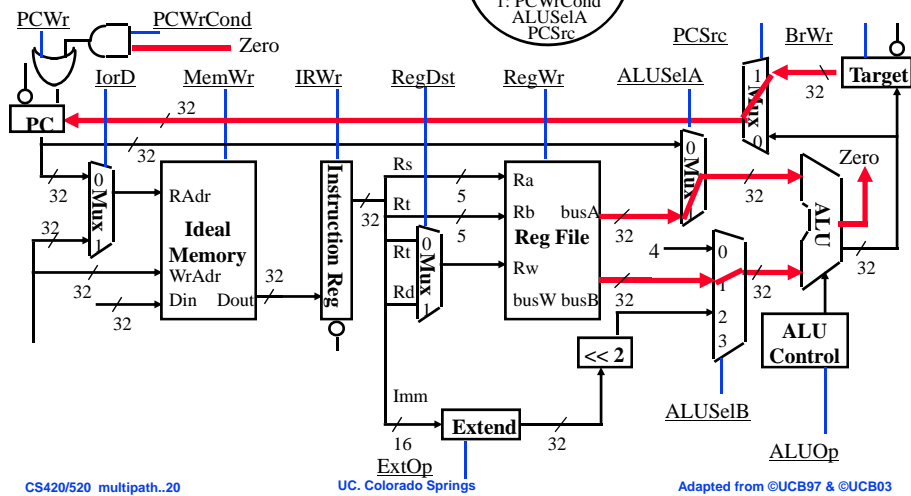 1: PCWrCond
ALUSelA
PCSrc
PCWr PCWrCond PCSrc BrWr
Zero
IorD MemWr IRWr RegDst RegWr ALUSelA
1 Mux 0
32
Target
PC
32
32
32
0 Mux 1
32
32
32
RAdr
Ideal
Memory
WrAdr
Din Dout
32
32
Instruction Reg
32
Rs
5
Rt
5
Rt
Rd
0 Mux 1
Ra
Rb busA
Reg File
Rw
busW busB
32
32
0 Mux 1
32
4
0
1
2
3
32
ALU
Zero
32
<< 2
ALU
Control
Imm
16
Extend
32
ExtOp
ALUSelB
ALUOp
CS420/520 multipath..20 UC. Colorado Springs Adapted from ©UCB97 & ©UCB03